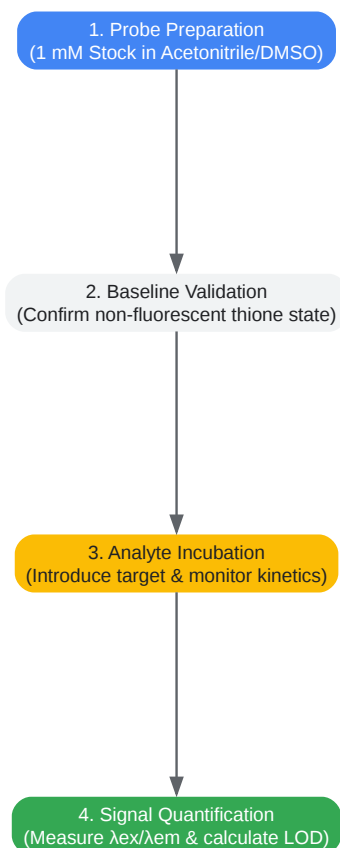 1. Probe Preparation
(1 mM Stock in Acetonitrile/DMSO)
2. Baseline Validation
(Confirm non-fluorescent thione state)
3. Analyte Incubation
(Introduce target & monitor kinetics)
4. Signal Quantification
(Measure λex/λem & calculate LOD)